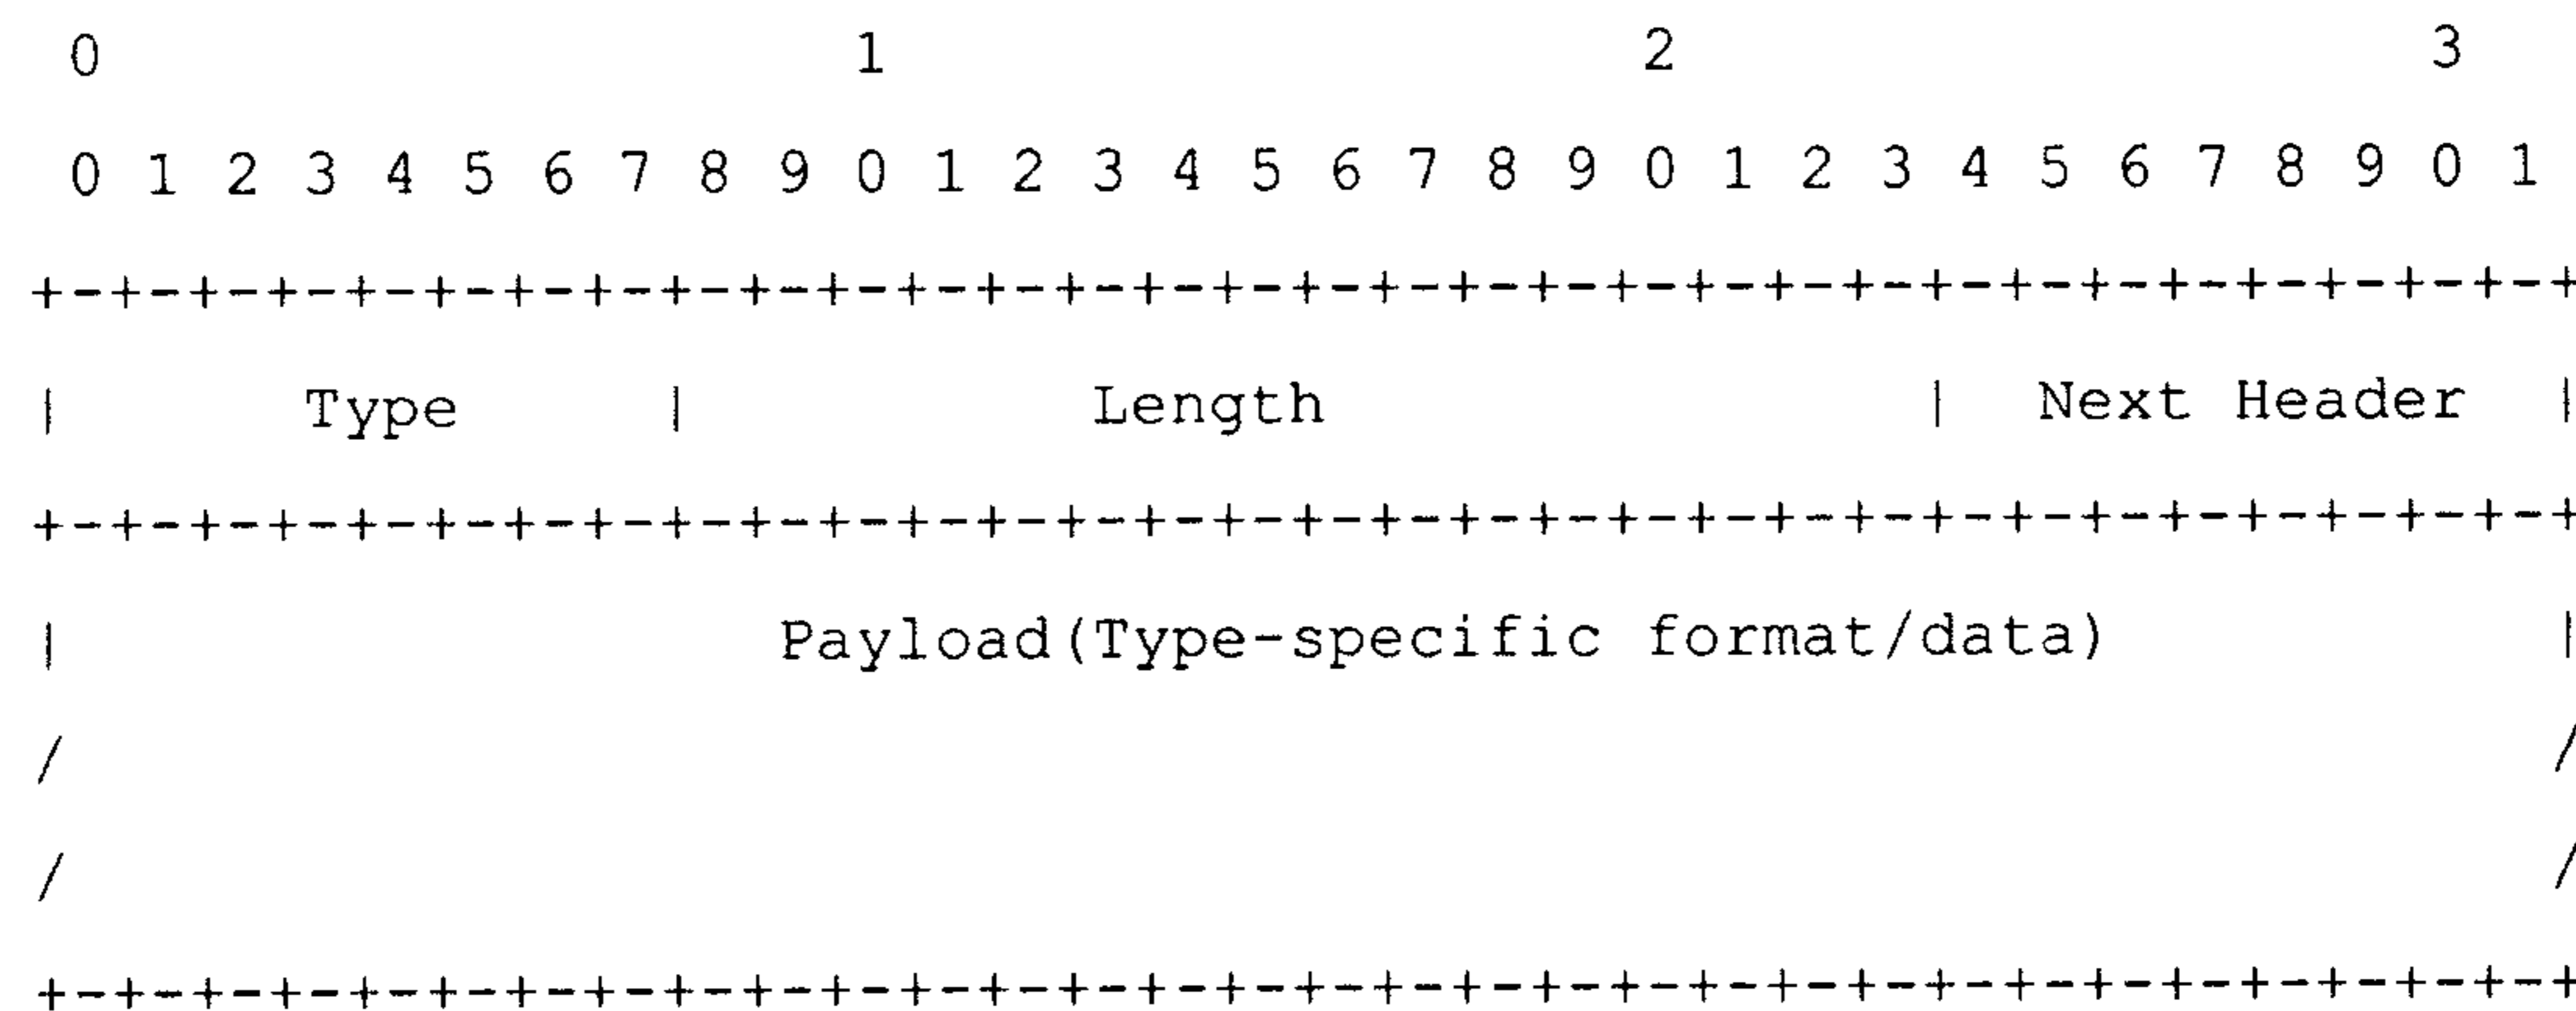 0                   1                   2                   3
0 1 2 3 4 5 6 7 8 9 0 1 2 3 4 5 6 7 8 9 0 1 2 3 4 5 6 7 8 9 0 1
+-+-+-+-+-+-+-+-+-+-+-+-+-+-+-+-+-+-+-+-+-+-+-+-+-+-+-+-+-+-+-+-+
|      Type     |          Length               |  Next Header  |
+-+-+-+-+-+-+-+-+-+-+-+-+-+-+-+-+-+-+-+-+-+-+-+-+-+-+-+-+-+-+-+-+
|                  Payload(Type-specific format/data)           |
/                                                               /
/                                                               /
+-+-+-+-+-+-+-+-+-+-+-+-+-+-+-+-+-+-+-+-+-+-+-+-+-+-+-+-+-+-+-+-+